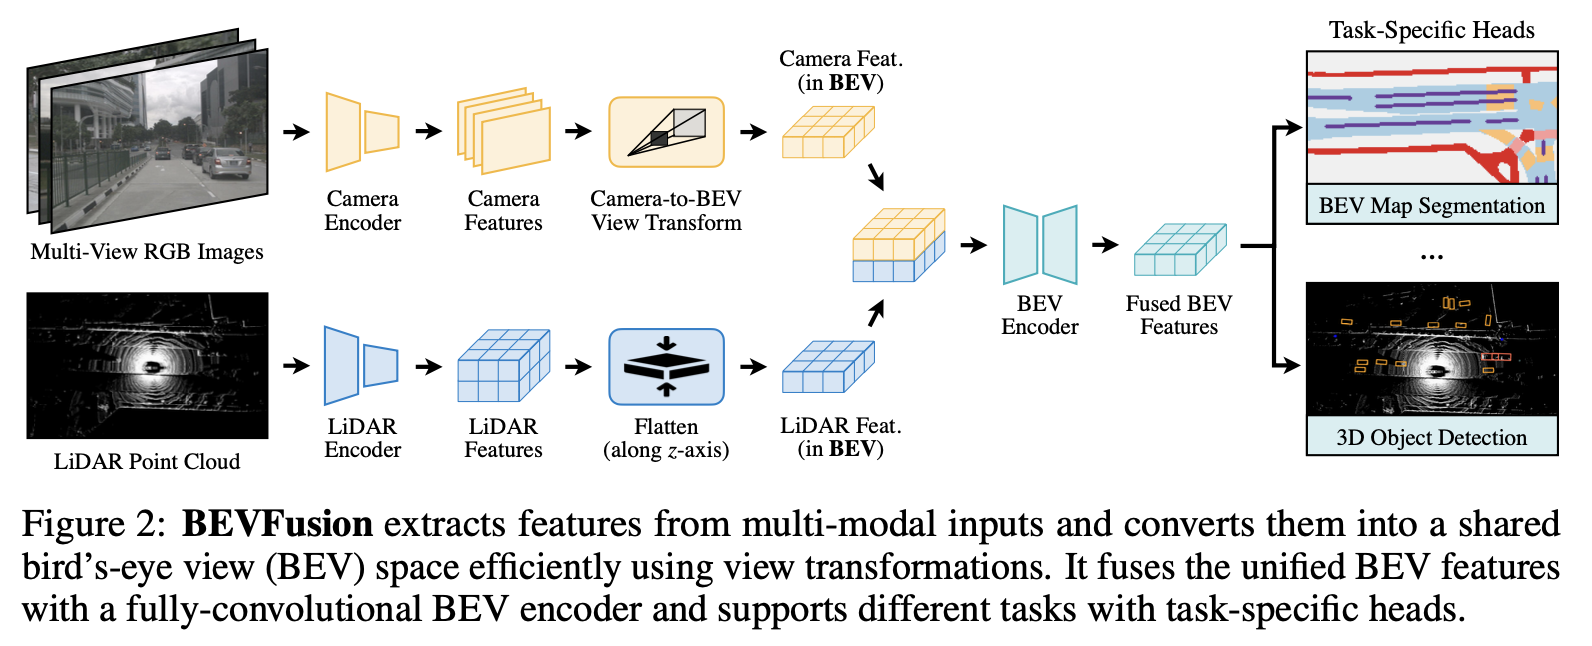 Task-Specific Heads
Camera Feat.
(in BEV)
Camera
Encoder
Camera
Features
Camera-to-BEV
View Transform
Multi-View RGB Images
BEV Map Segmentation
...
BEV
Encoder
Fused BEV
Features
LiDAR
Encoder
LiDAR
Features
Flatten
(along z-axis)
LiDAR Feat.
(in BEV)
LiDAR Point Cloud
3D Object Detection
Figure 2: BEVFusion extracts features from multi-modal inputs and converts them into a shared
bird’s-eye view (BEV) space efficiently using view transformations. It fuses the unified BEV features
with a fully-convolutional BEV encoder and supports different tasks with task-specific heads.